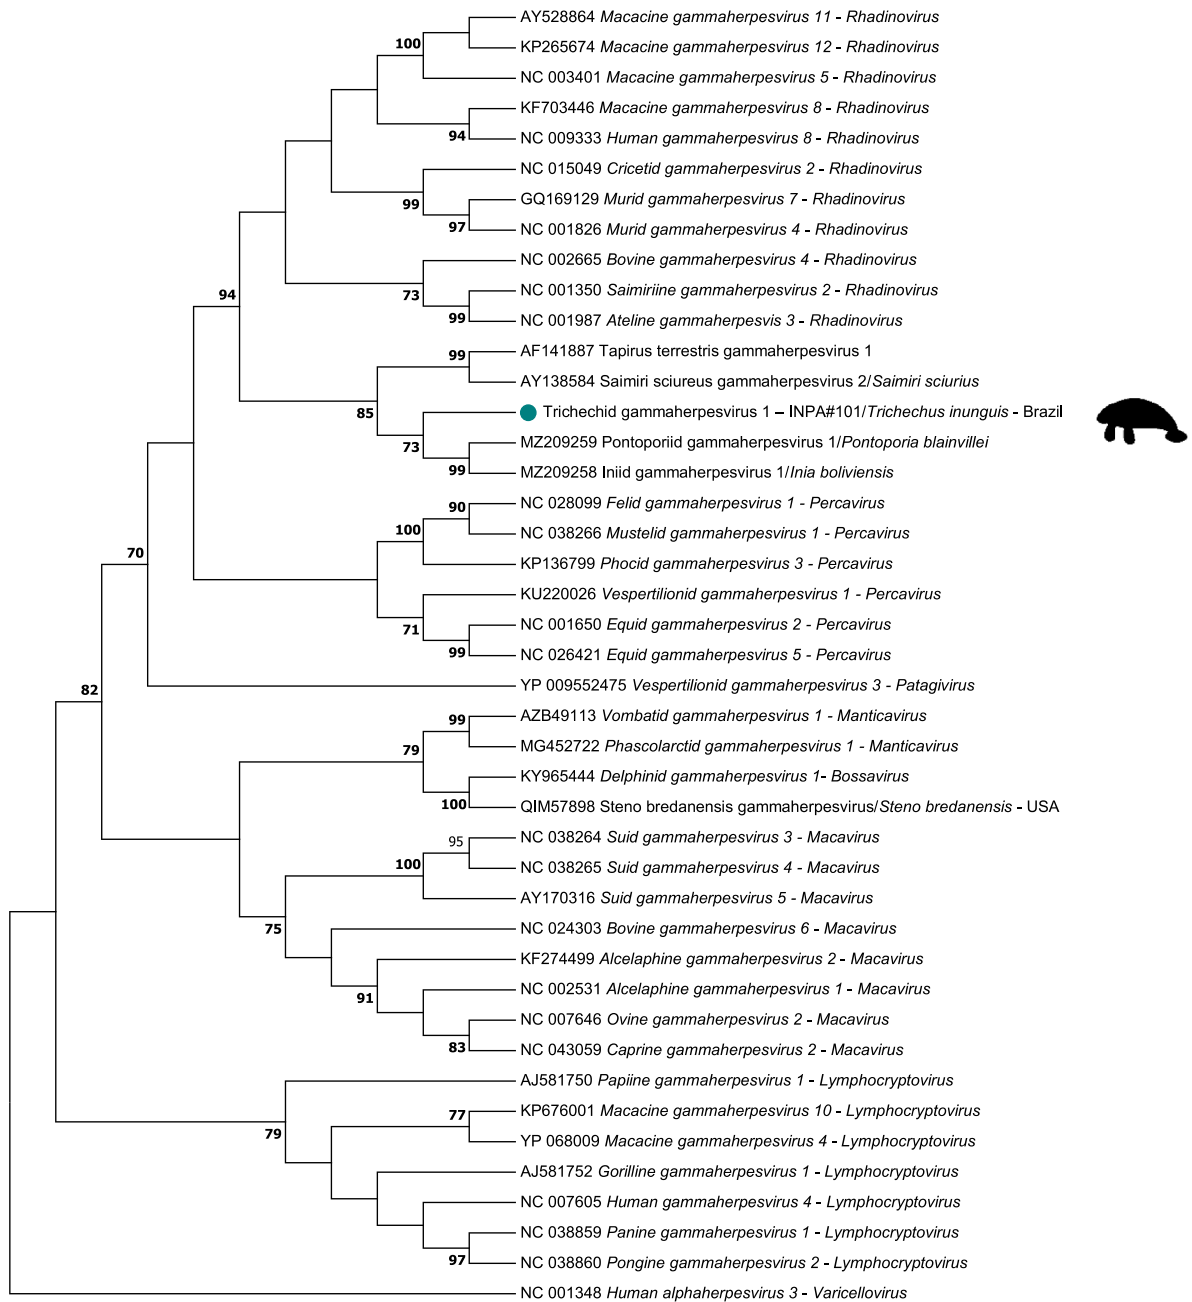 AY528864 Macacine gammaherpesvirus 11 - Rhadinovirus
100
KP265674 Macacine gammaherpesvirus 12 - Rhadinovirus
NC 003401 Macacine gammaherpesvirus 5 - Rhadinovirus
KF703446 Macacine gammaherpesvirus 8 - Rhadinovirus
94
NC 009333 Human gammaherpesvirus 8 - Rhadinovirus
NC 015049 Cricetid gammaherpesvirus 2 - Rhadinovirus
99
GQ169129 Murid gammaherpesvirus 7 - Rhadinovirus
97
NC 001826 Murid gammaherpesvirus 4 - Rhadinovirus
NC 002665 Bovine gammaherpesvirus 4 - Rhadinovirus
94
73
NC 001350 Saimiriine gammaherpesvirus 2 - Rhadinovirus
99
NC 001987 Ateline gammaherpesvis 3 - Rhadinovirus
99
AF141887 Tapirus terrestris gammaherpesvirus 1
AY138584 Saimiri sciureus gammaherpesvirus 2/Saimiri sciurius
85
Trichechid gammaherpesvirus 1 – INPA#101/Trichechus inunguis - Brazil
73
MZ209259 Pontoporiid gammaherpesvirus 1/Pontoporia blainvillei
99
MZ209258 Iniid gammaherpesvirus 1/Inia boliviensis
90
NC 028099 Felid gammaherpesvirus 1 - Percavirus
100
NC 038266 Mustelid gammaherpesvirus 1 - Percavirus
70
KP136799 Phocid gammaherpesvirus 3 - Percavirus
KU220026 Vespertilionid gammaherpesvirus 1 - Percavirus
71
NC 001650 Equid gammaherpesvirus 2 - Percavirus
99
NC 026421 Equid gammaherpesvirus 5 - Percavirus
82
YP 009552475 Vespertilionid gammaherpesvirus 3 - Patagivirus
99
AZB49113 Vombatid gammaherpesvirus 1 - Manticavirus
79
MG452722 Phascolarctid gammaherpesvirus 1 - Manticavirus
KY965444 Delphinid gammaherpesvirus 1- Bossavirus
100
QIM57898 Steno bredanensis gammaherpesvirus/Steno bredanensis - USA
95
NC 038264 Suid gammaherpesvirus 3 - Macavirus
100
NC 038265 Suid gammaherpesvirus 4 - Macavirus
AY170316 Suid gammaherpesvirus 5 - Macavirus
75
NC 024303 Bovine gammaherpesvirus 6 - Macavirus
KF274499 Alcelaphine gammaherpesvirus 2 - Macavirus
91
NC 002531 Alcelaphine gammaherpesvirus 1 - Macavirus
NC 007646 Ovine gammaherpesvirus 2 - Macavirus
83
NC 043059 Caprine gammaherpesvirus 2 - Macavirus
AJ581750 Papiine gammaherpesvirus 1 - Lymphocryptovirus
77
KP676001 Macacine gammaherpesvirus 10 - Lymphocryptovirus
79
YP 068009 Macacine gammaherpesvirus 4 - Lymphocryptovirus
AJ581752 Gorilline gammaherpesvirus 1 - Lymphocryptovirus
NC 007605 Human gammaherpesvirus 4 - Lymphocryptovirus
NC 038859 Panine gammaherpesvirus 1 - Lymphocryptovirus
97
NC 038860 Pongine gammaherpesvirus 2 - Lymphocryptovirus
NC 001348 Human alphaherpesvirus 3 - Varicellovirus